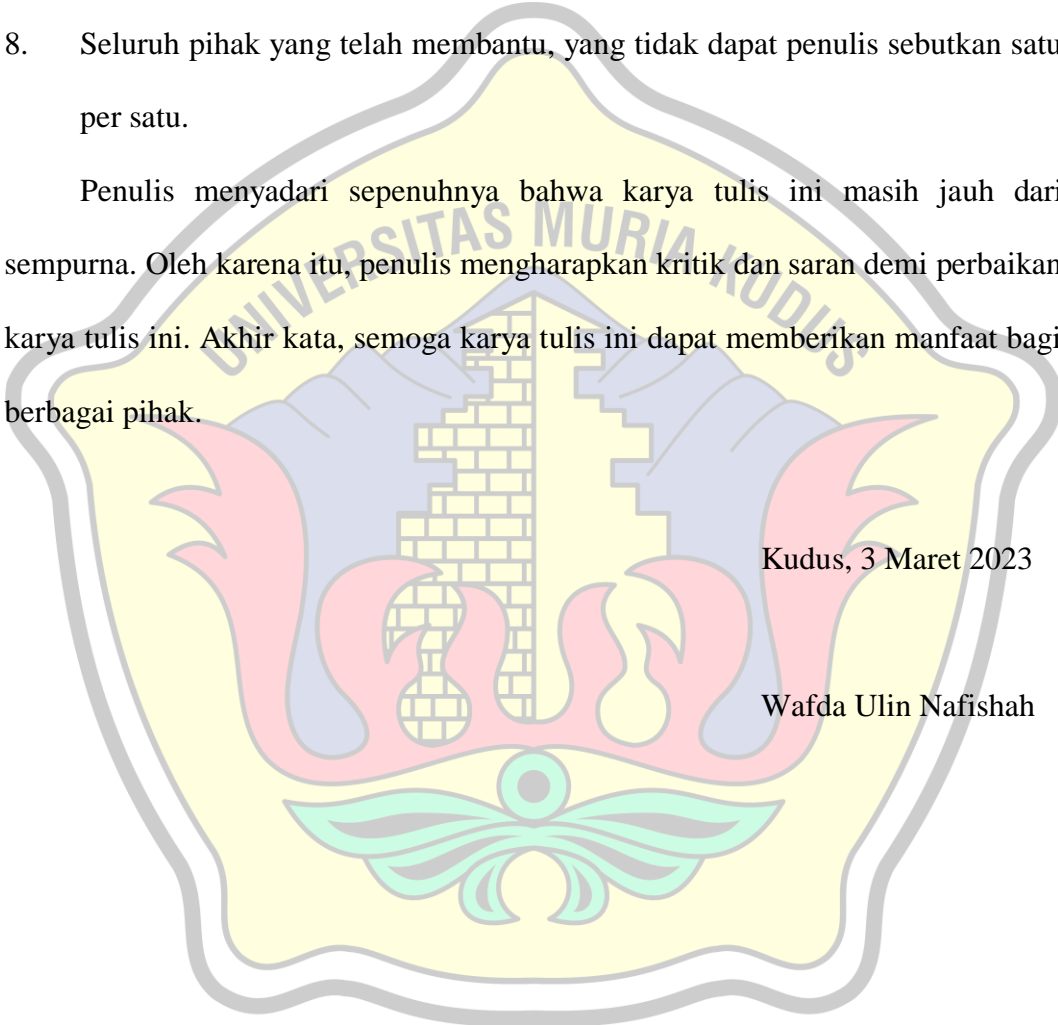 8. Seluruh pihak yang telah membantu, yang tidak dapat penulis sebutkan satu
per satu.
Penulis menyadari sepenuhnya bahwa karya tulis ini masih jauh dari
UNIVERSITAS MURIA KUDUS
sempurna. Oleh karena itu, penulis mengharapkan kritik dan saran demi perbaikan
karya tulis ini. Akhir kata, semoga karya tulis ini dapat memberikan manfaat bagi
berbagai pihak.
Kudus, 3 Maret 2023
Wafda Ulin Nafishah